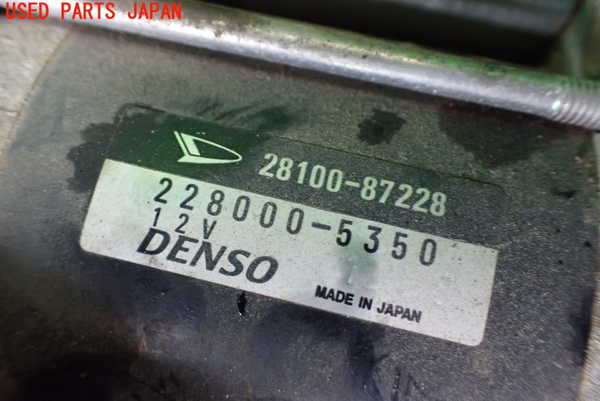 USED PARTS JAPAN
28100-87228
228000-5350
12V
DENSO
MADE IN JAPAN